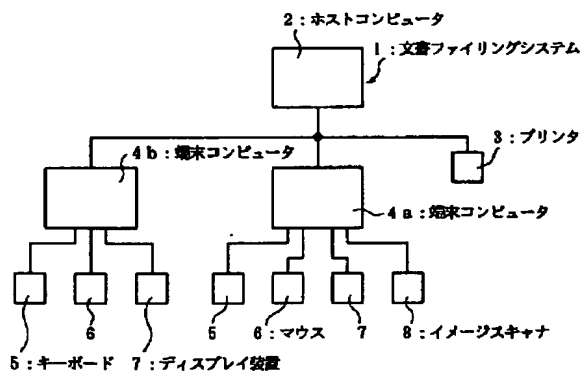 2：ホストコンピュータ
1：文書ファイリングシステム
3：プリンタ
4b：端末コンピュータ
4a：端末コンピュータ
6
5
6：マウス
7
8：イメージスキャナ
5：キーボード
7：ディスプレイ装置